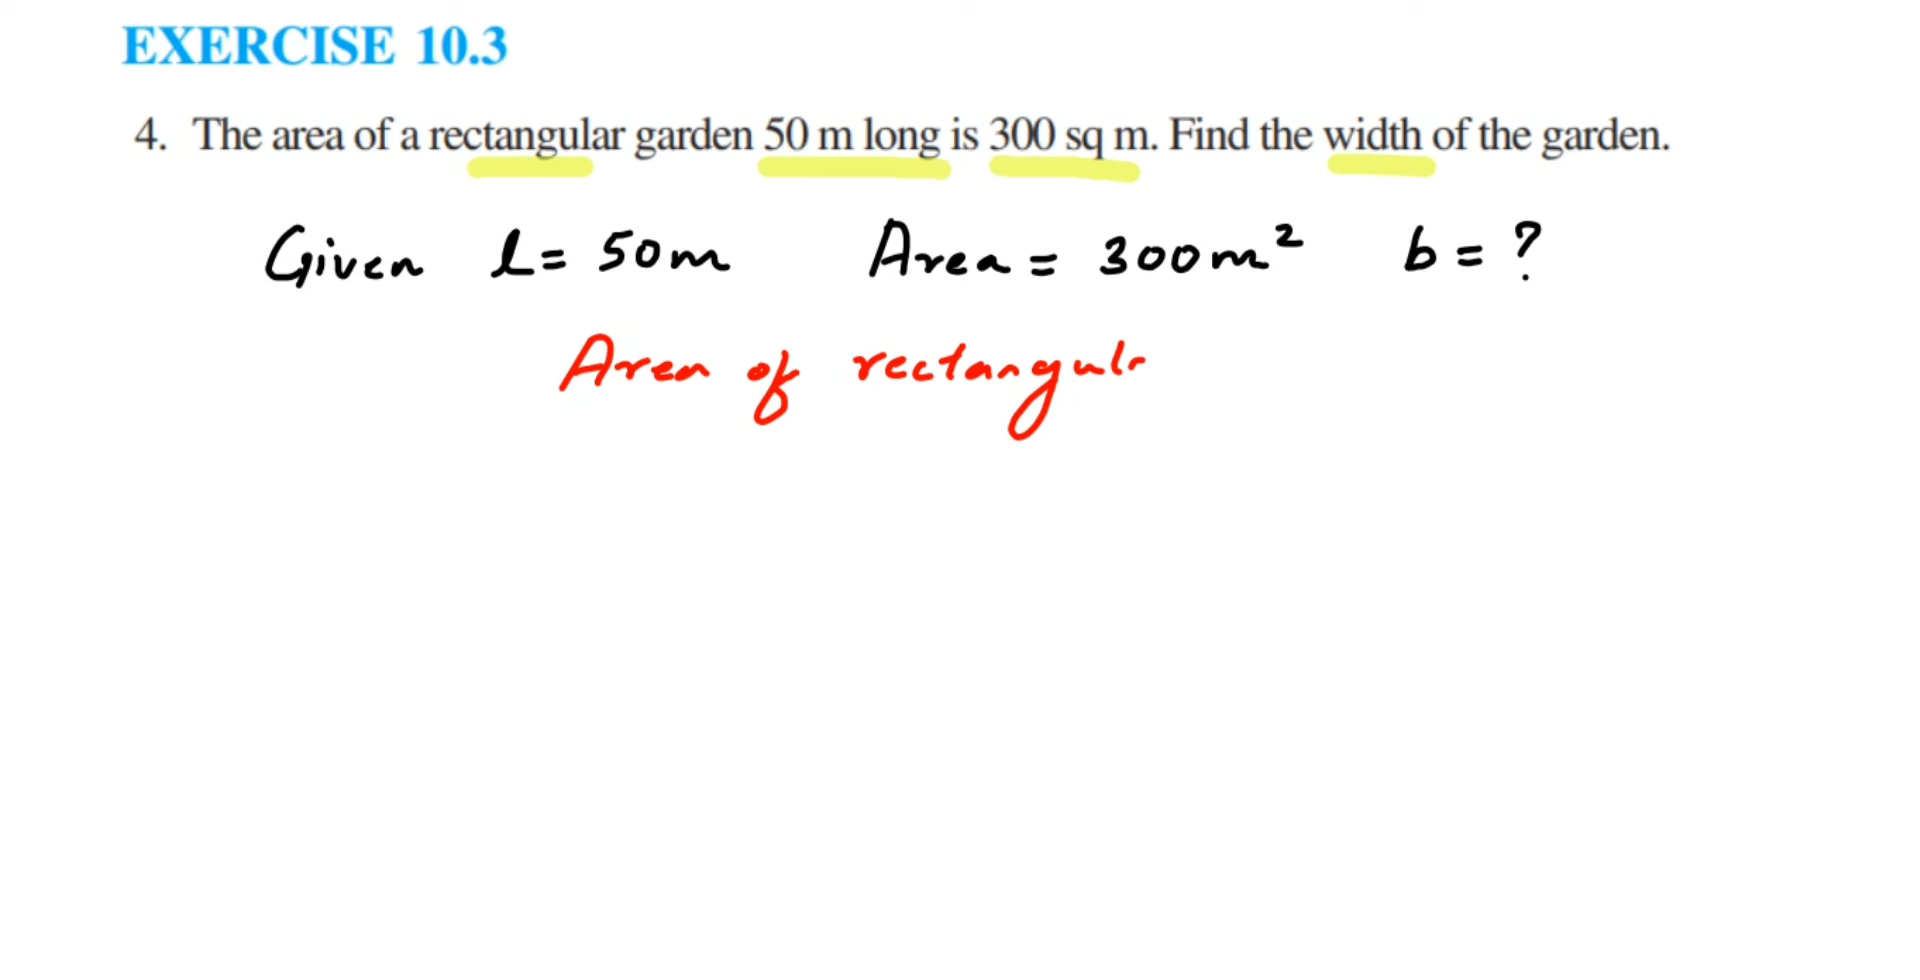 EXERCISE 10.3
4. The area of a rectangular garden 50 m long is 300 sq m. Find the width of the garden.
Given l = 50m Area = 300m² b = ?
Area of rectangula